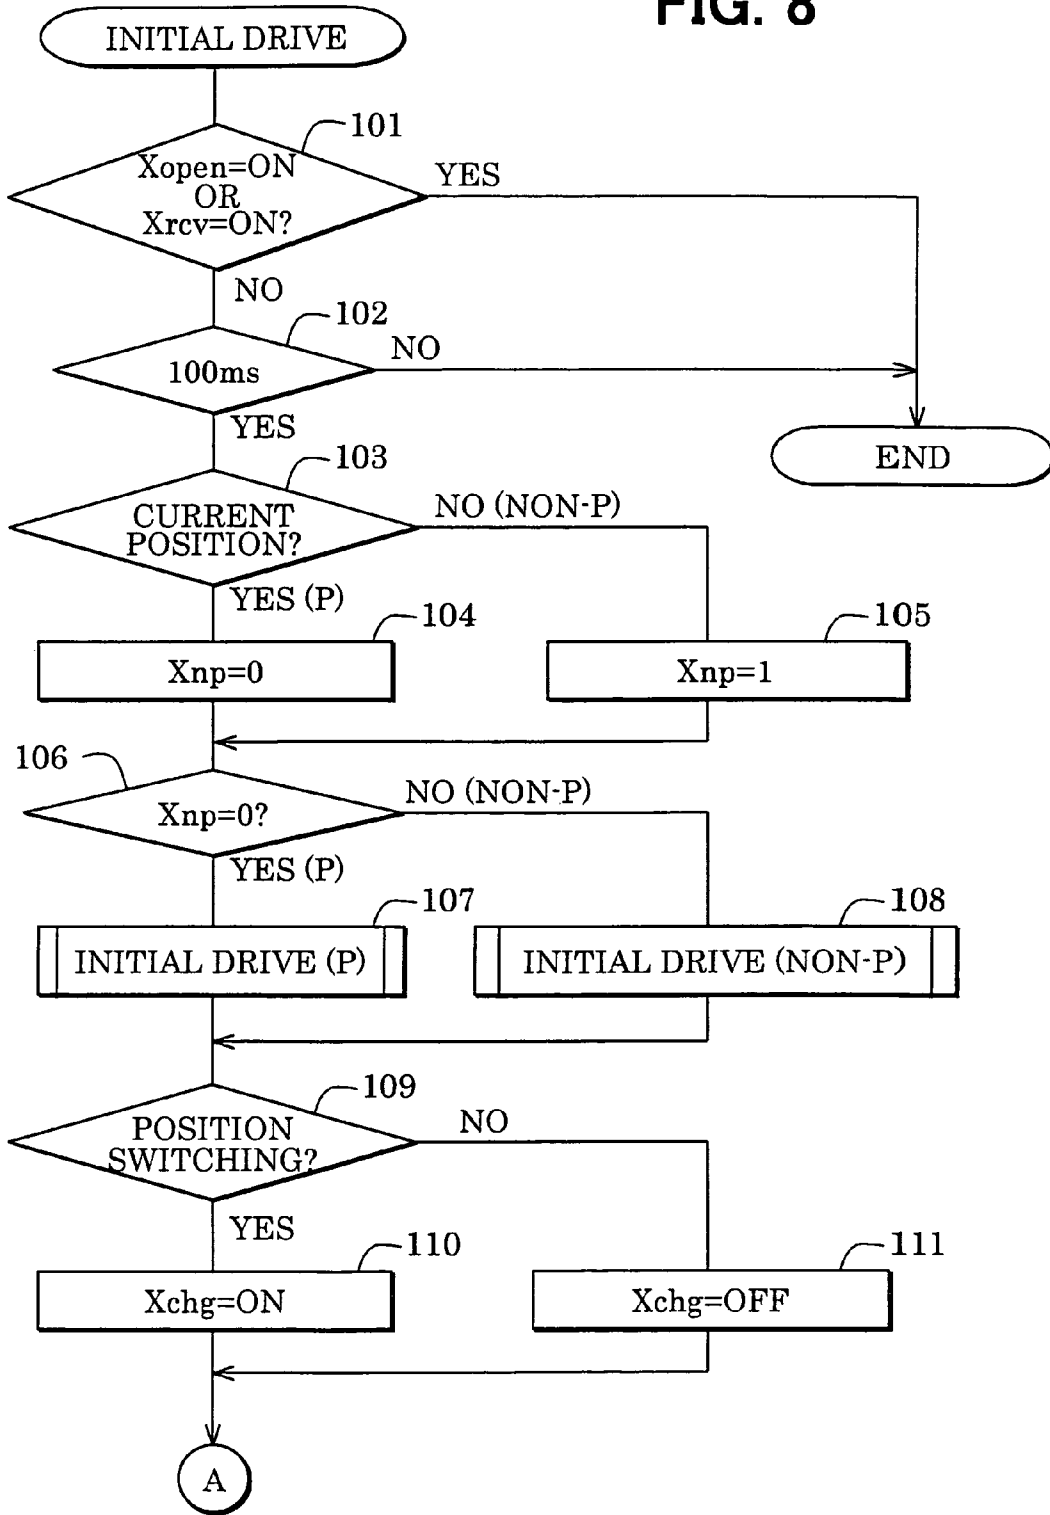 FIG. 8
INITIAL DRIVE
101
Xopen=ON
OR
Xrcv=ON?
YES
NO
102
100ms
NO
YES
END
103
CURRENT
POSITION?
NO (NON-P)
YES (P)
104
Xnp=0
105
Xnp=1
106
Xnp=0?
NO (NON-P)
YES (P)
107
INITIAL DRIVE (P)
108
INITIAL DRIVE (NON-P)
109
POSITION
SWITCHING?
NO
YES
110
Xchg=ON
111
Xchg=OFF
A